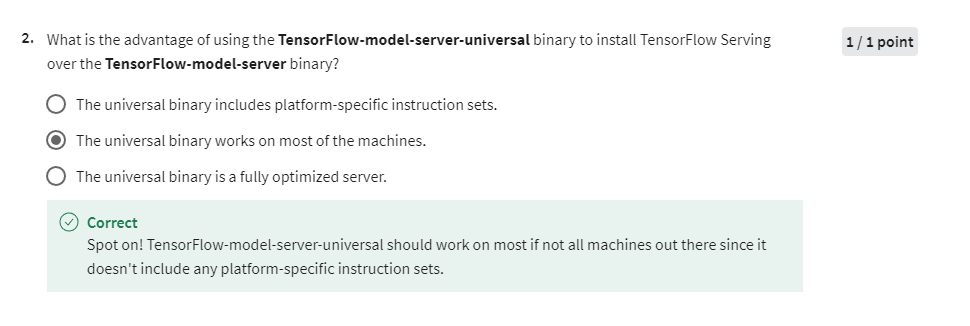 2. What is the advantage of using the TensorFlow-model-server-universal binary to install TensorFlow Serving
1 / 1 point
over the TensorFlow-model-server binary?
The universal binary includes platform-specific instruction sets.
The universal binary works on most of the machines.
The universal binary is a fully optimized server.
Correct
Spot on! TensorFlow-model-server-universal should work on most if not all machines out there since it
doesn't include any platform-specific instruction sets.